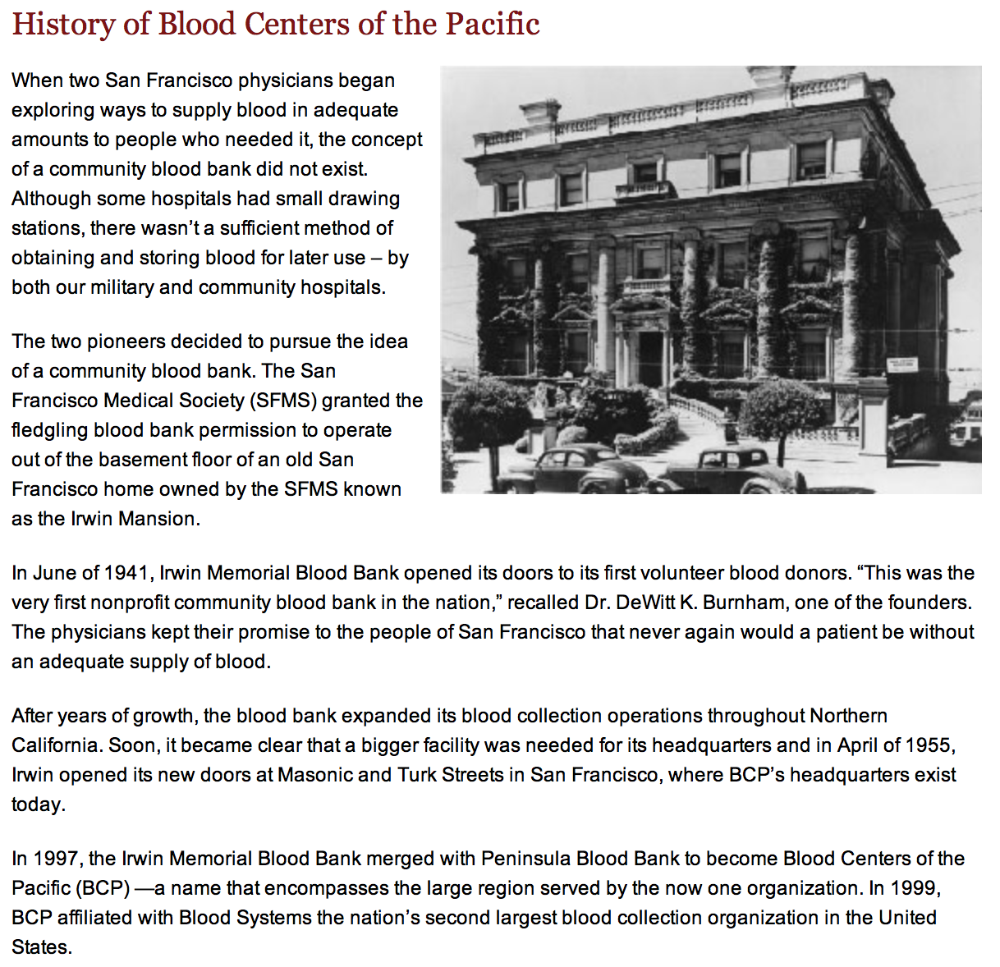 History of Blood Centers of the Pacific
When two San Francisco physicians began
exploring ways to supply blood in adequate
amounts to people who needed it, the concept
of a community blood bank did not exist.
Although some hospitals had small drawing
stations, there wasn’t a sufficient method of
obtaining and storing blood for later use – by
both our military and community hospitals.
The two pioneers decided to pursue the idea
of a community blood bank. The San
Francisco Medical Society (SFMS) granted the
fledgling blood bank permission to operate
out of the basement floor of an old San
Francisco home owned by the SFMS known
as the Irwin Mansion.
In June of 1941, Irwin Memorial Blood Bank opened its doors to its first volunteer blood donors. “This was the
very first nonprofit community blood bank in the nation,” recalled Dr. DeWitt K. Burnham, one of the founders.
The physicians kept their promise to the people of San Francisco that never again would a patient be without
an adequate supply of blood.
After years of growth, the blood bank expanded its blood collection operations throughout Northern
California. Soon, it became clear that a bigger facility was needed for its headquarters and in April of 1955,
Irwin opened its new doors at Masonic and Turk Streets in San Francisco, where BCP’s headquarters exist
today.
In 1997, the Irwin Memorial Blood Bank merged with Peninsula Blood Bank to become Blood Centers of the
Pacific (BCP) —a name that encompasses the large region served by the now one organization. In 1999,
BCP affiliated with Blood Systems the nation’s second largest blood collection organization in the United
States.